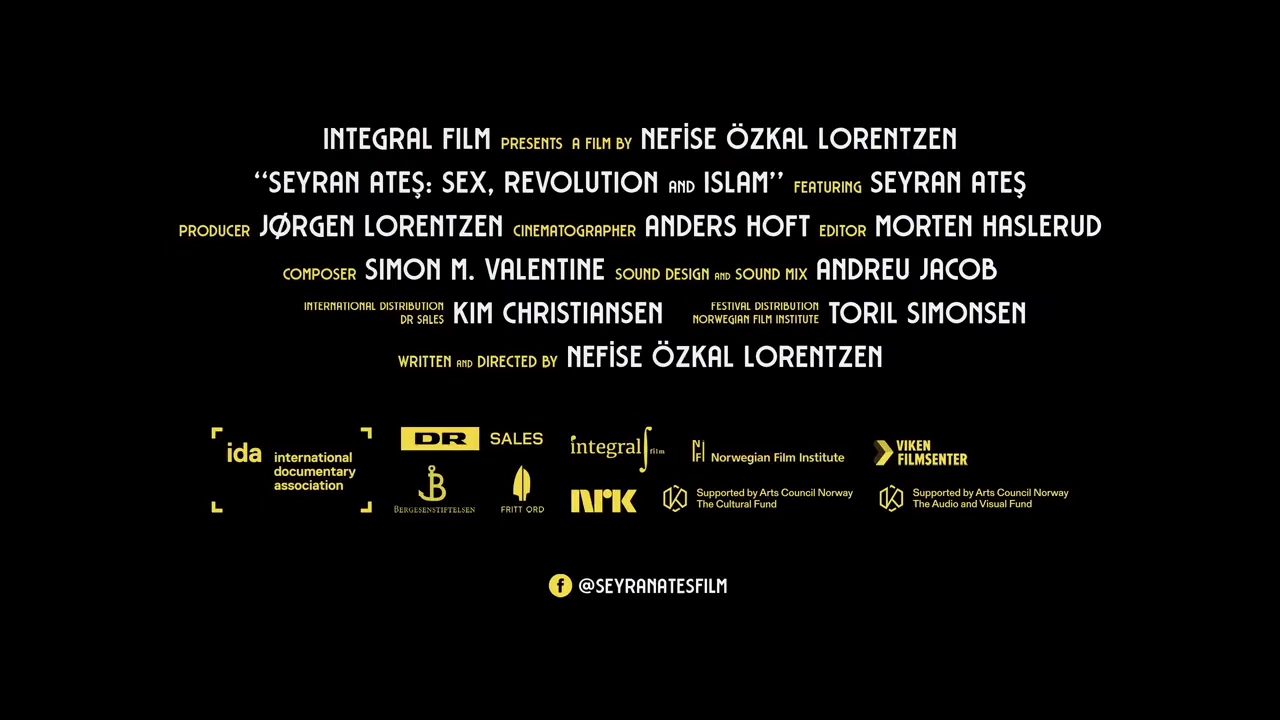 INTEGRAL FILM PRESENTS A FILM BY NEFİSE ÖZKAL LORENTZEN
“SEYRAN ATEŞ: SEX, REVOLUTION AND ISLAM” FEATURING SEYRAN ATEŞ
PRODUCER JØRGEN LORENTZEN CINEMATOGRAPHER ANDERS HOFT EDITOR MORTEN HASLERUD
COMPOSER SIMON M. VALENTINE SOUND DESIGN AND SOUND MIX ANDREU JACOB
INTERNATIONAL DISTRIBUTION
DR SALES
KIM CHRISTIANSEN
FESTIVAL DISTRIBUTION
NORWEGIAN FILM INSTITUTE
TORIL SIMONSEN
WRITTEN AND DIRECTED BY NEFİSE ÖZKAL LORENTZEN
ida international
documentary
association
DR SALES
integral film
NFI Norwegian Film Institute
VIKEN
FILMSENTER
B
BERGESENSTIFTELSEN
FRITT ORD
NRK
Supported by Arts Council Norway
The Cultural Fund
Supported by Arts Council Norway
The Audio and Visual Fund
f @SEYRANATESFILM